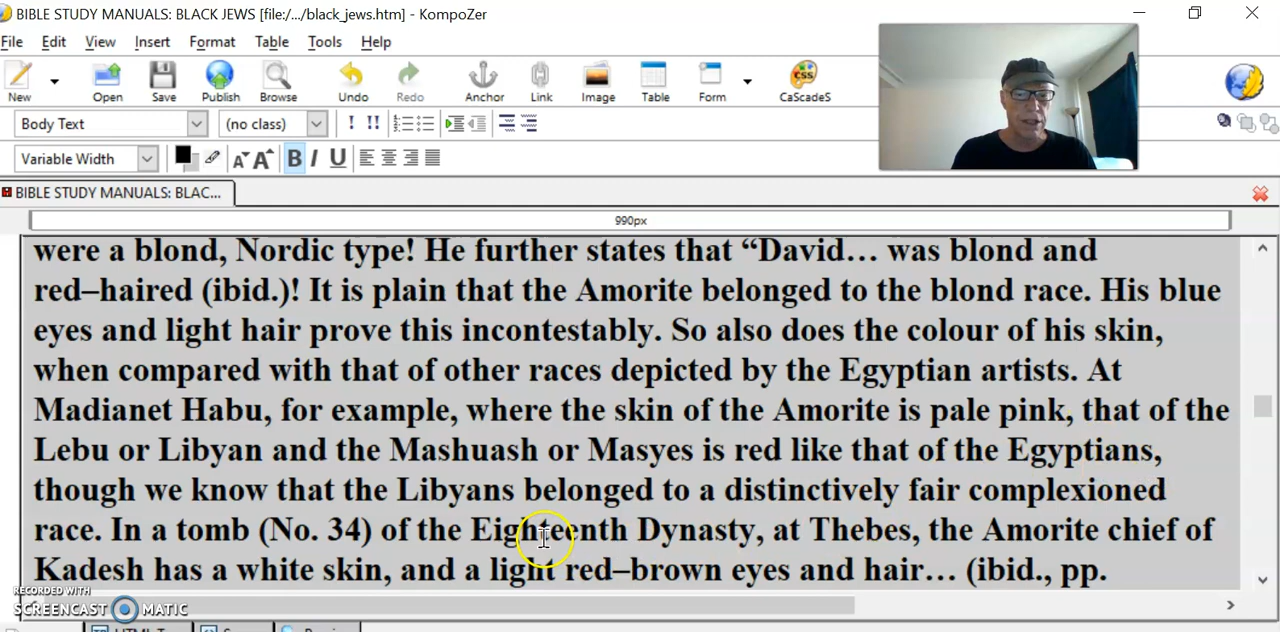 BIBLE STUDY MANUALS: BLACK JEWS [file:/.../black_jews.htm] - KompoZer
File Edit View Insert Format Table Tools Help
New Open Save Publish Browse Undo Redo Anchor Link Image Table Form CaScadeS
Body Text (no class) ! !!
Variable Width A A B I U
BIBLE STUDY MANUALS: BLAC...
990px
were a blond, Nordic type! He further states that “David… was blond and
red–haired (ibid.)! It is plain that the Amorite belonged to the blond race. His blue
eyes and light hair prove this incontestably. So also does the colour of his skin,
when compared with that of other races depicted by the Egyptian artists. At
Madianet Habu, for example, where the skin of the Amorite is pale pink, that of the
Lebu or Libyan and the Mashuash or Masyes is red like that of the Egyptians,
though we know that the Libyans belonged to a distinctively fair complexioned
race. In a tomb (No. 34) of the Eighteenth Dynasty, at Thebes, the Amorite chief of
Kadesh has a white skin, and a light red–brown eyes and hair… (ibid., pp.
RECORDED WITH
SCREENCAST MATIC